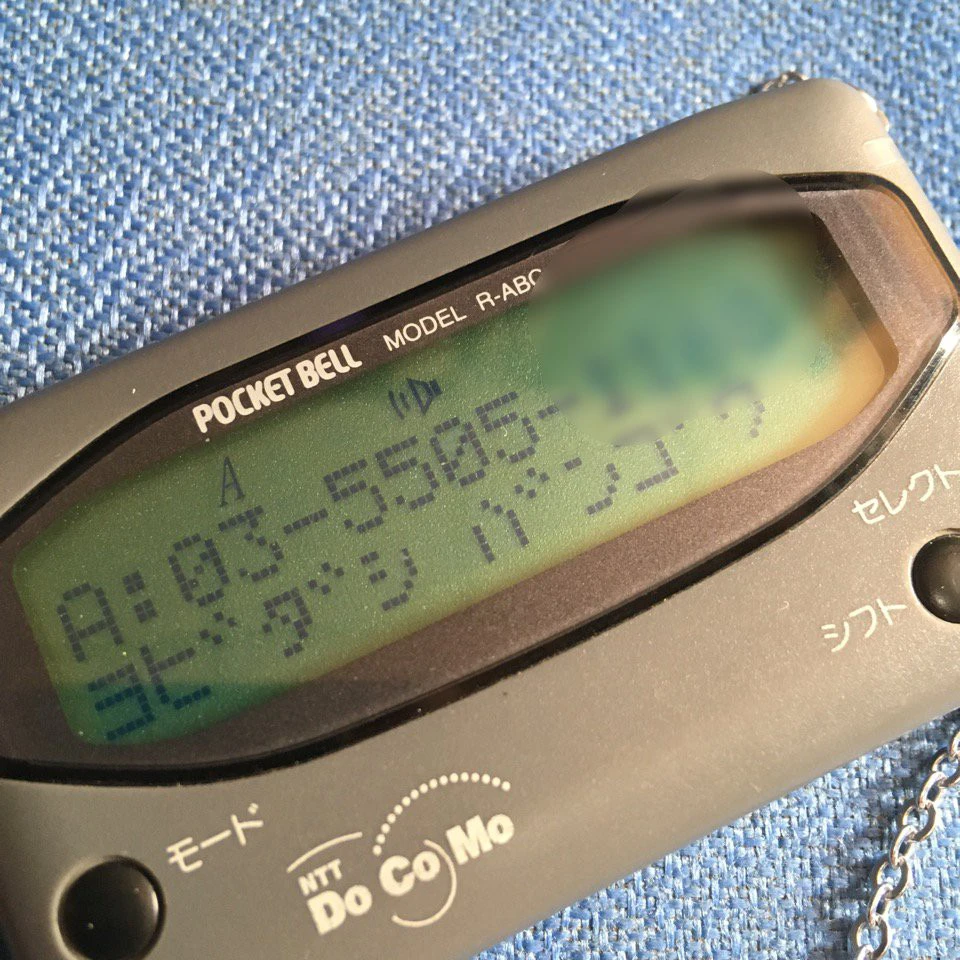 POCKET BELL MODEL R-ABC
A
A:03-5505-
ヨビダシ バンゴウ
セレクト
シフト
モード
NTT
DoCoMo